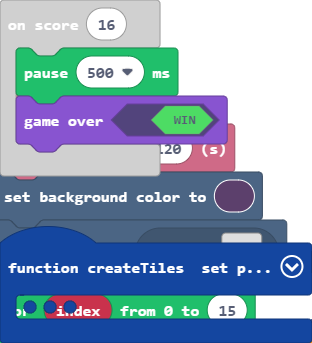 on score 16
pause 500 ms
game over WIN
120 (s)
set background color to
function createTiles set p...
index from 0 to 15